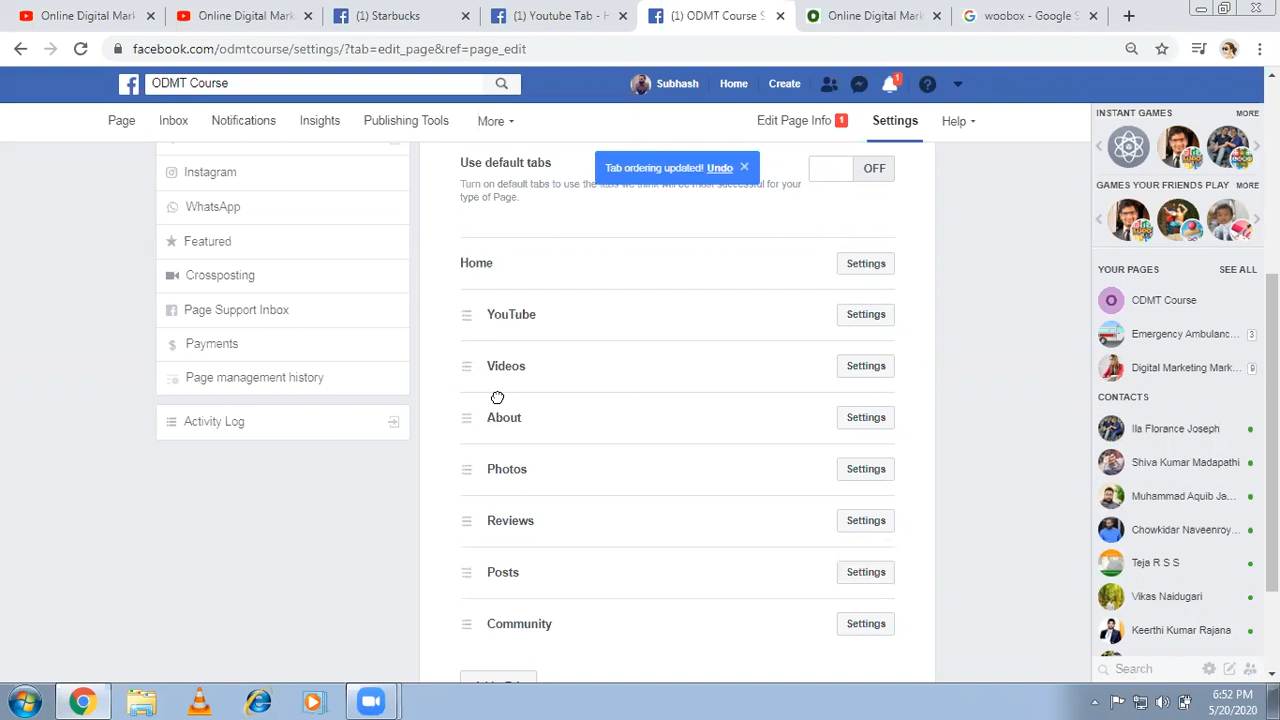 Online Digital Mark
Online Digital Mark
(1) Starbucks
(1) Youtube Tab - H
(1) ODMT Course S
Online Digital Mark
woobox - Google S
facebook.com/odmtcourse/settings/?tab=edit_page&ref=page_edit
ODMT Course
Subhash
Home
Create
1
Page
Inbox
Notifications
Insights
Publishing Tools
More
Edit Page Info 1
Settings
Help
Instagram
WhatsApp
Featured
Crossposting
Page Support Inbox
Payments
Page management history
Activity Log
Use default tabs
OFF
Tab ordering updated! Undo
Turn on default tabs to use the tabs we think will be most successful for your
type of Page.
Home Settings
YouTube Settings
Videos Settings
About Settings
Photos Settings
Reviews Settings
Posts Settings
Community Settings
INSTANT GAMES MORE
GAMES YOUR FRIENDS PLAY MORE
YOUR PAGES SEE ALL
ODMT Course
Emergency Ambulanc... 3
Digital Marketing Mark... 9
CONTACTS
Ila Florance Joseph
Shiva Kumar Madapathi
Muhammad Aquib Ja...
Chowkidar Naveenroy...
Teja R S S
Vikas Naidugari
Keerthi Kumar Rajana
Search
6:52 PM
5/20/2020